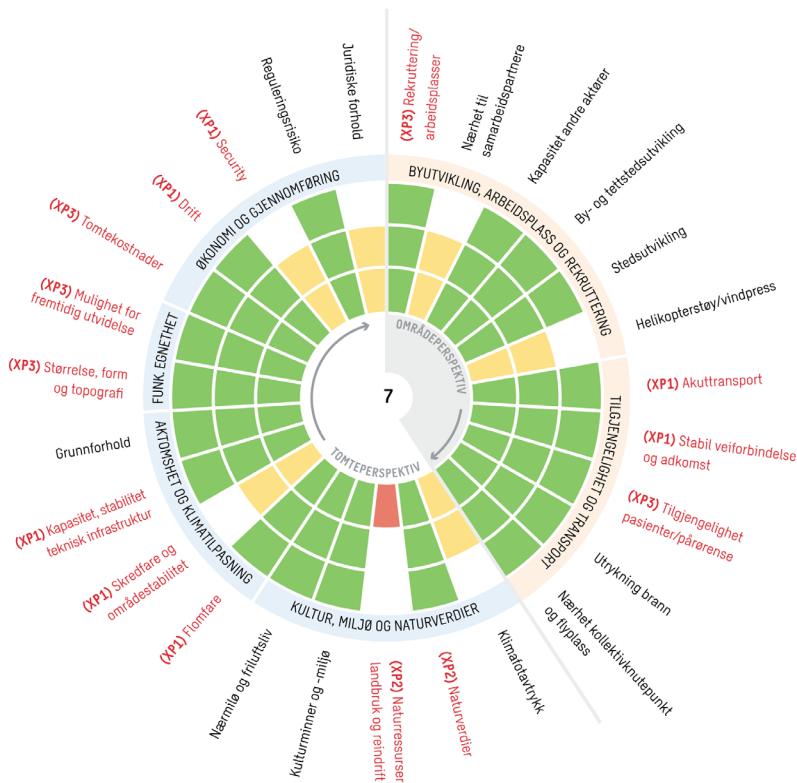 (XP3) Rekruttering/
arbeidsplasser
Nærhet til
samarbeidspartnere
Kapasitet andre aktører
By- og tettstedsutvikling
Stedsutvikling
Helikopterstøy/vindpress
(XP1) Akuttransport
(XP1) Stabil veiforbindelse
og adkomst
(XP3) Tilgjengelighet
pasienter/pårørense
Utrykning brann
Nærhet kollektivknutepunkt
og flyplass
Klimafotavtrykk
(XP2) Naturverdier
(XP2) Naturressurser
landbruk og reindrift
Kulturminner og -miljø
Nærmilø og friluftsliv
(XP1) Flomfare
(XP1) Skredfare og
områdestabilitet
(XP1) Kapasitet, stabilitet
teknisk infrastruktur
Grunnforhold
(XP3) Størrelse, form
og topografi
(XP3) Mulighet for
fremtidig utvidelse
(XP3) Tomtekostnader
(XP1) Drift
(XP1) Security
Reguleringsrisiko
Juridiske forhold
BYUTVIKLING, ARBEIDSPLASS OG REKRUTTERING
TILGJENGELIGHET OG TRANSPORT
KULTUR, MILJØ OG NATURVERDIER
AKTOMSHET OG KLIMATILPASNING
FUNK. EGNETHET
ØKONOMI OG GJENNOMFØRING
OMRÅDEPERSPEKTIV
TOMTEPERSPEKTIV
7